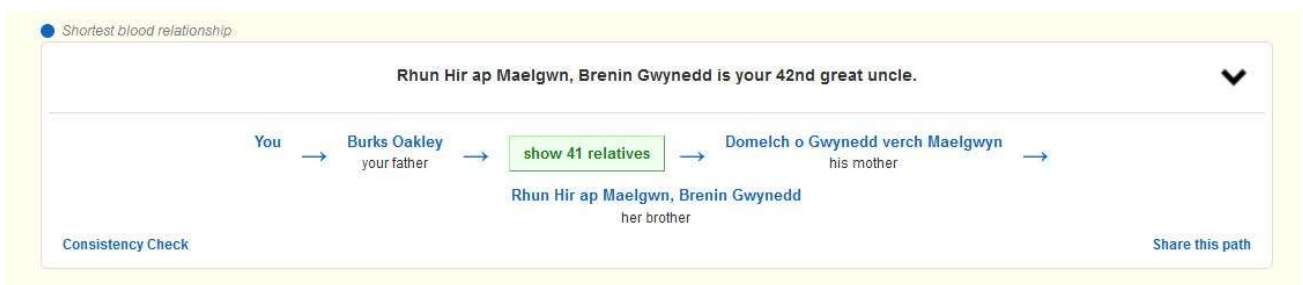 Shortest blood relationship
Rhun Hir ap Maelgwn, Brenin Gwynedd is your 42nd great uncle.
You → Burks Oakley → show 41 relatives → Domelch o Gwynedd verch Maelgwyn →
your father his mother
Rhun Hir ap Maelgwn, Brenin Gwynedd
her brother
Consistency Check Share this path